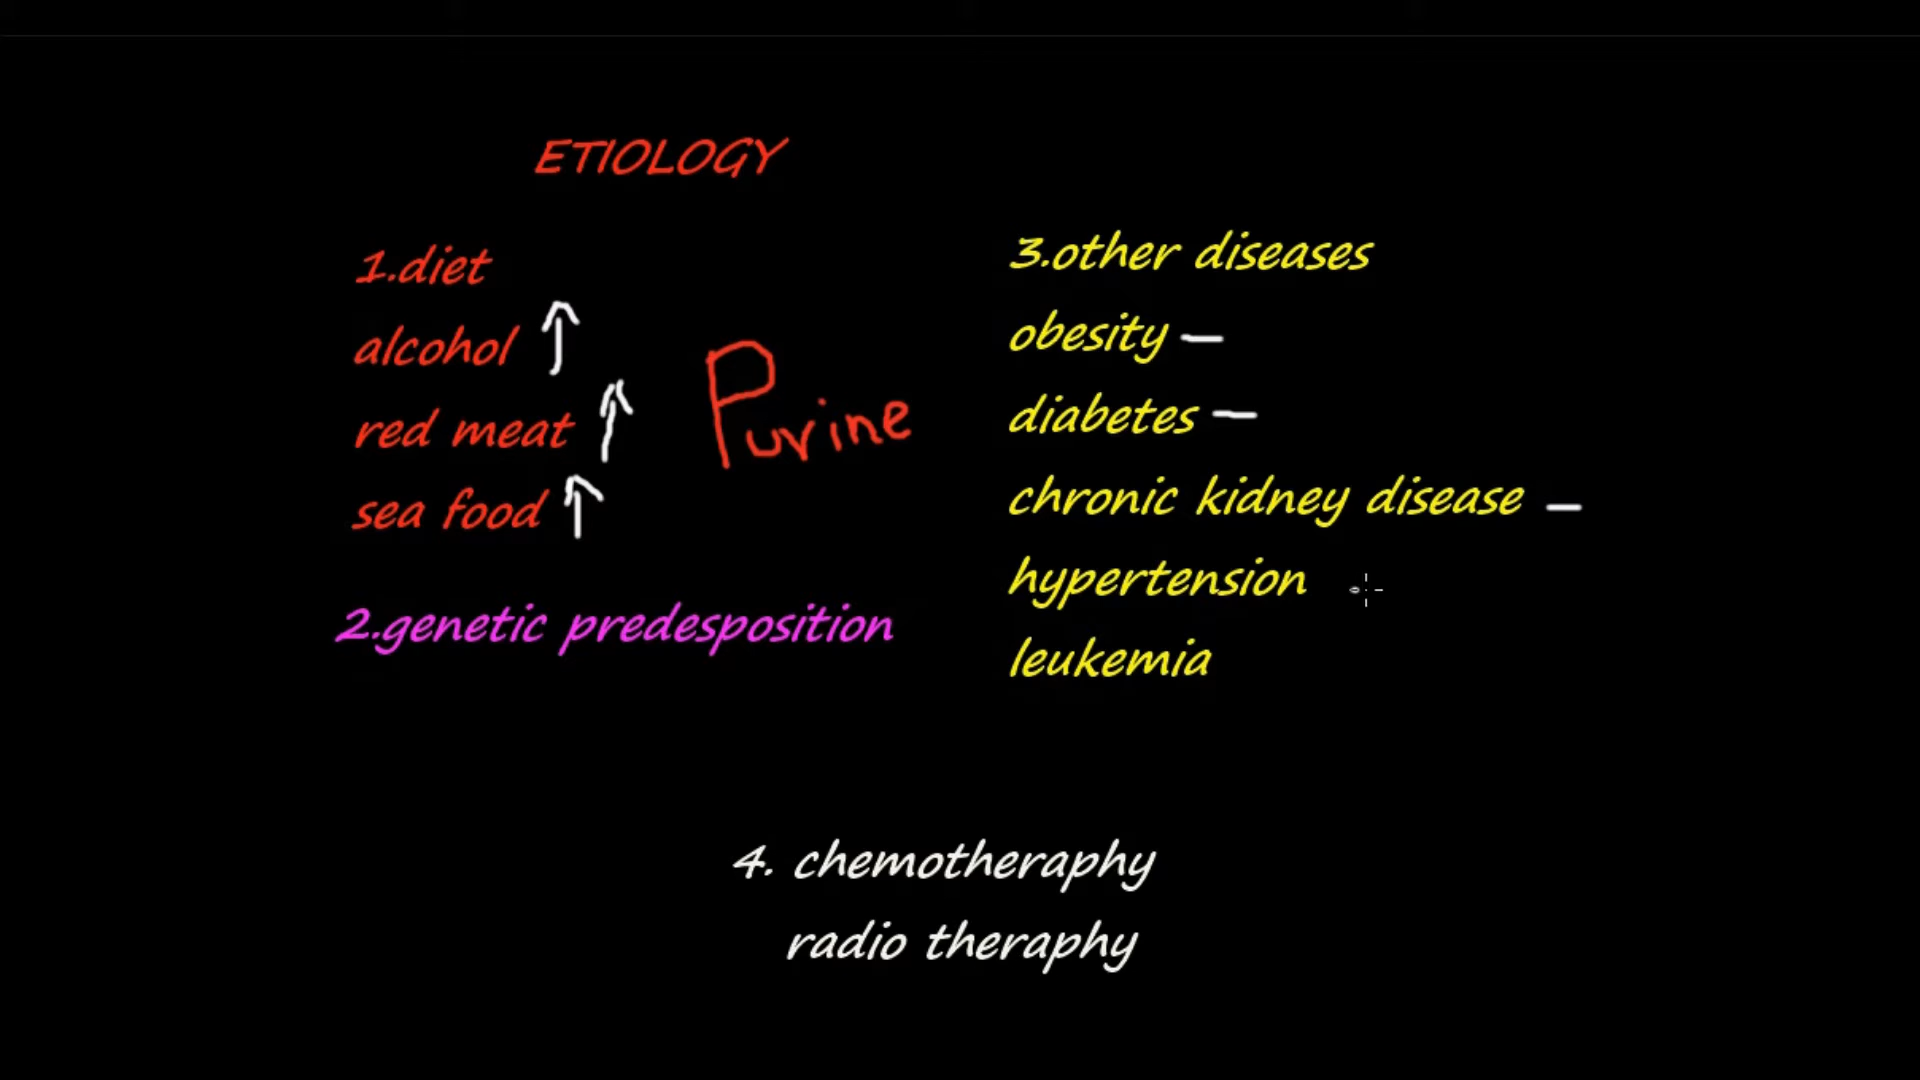 ETIOLOGY
1.diet
alcohol
red meat
sea food
Purine
2.genetic predesposition
3.other diseases
obesity
diabetes
chronic kidney disease
hypertension
leukemia
4. chemotheraphy
radio theraphy